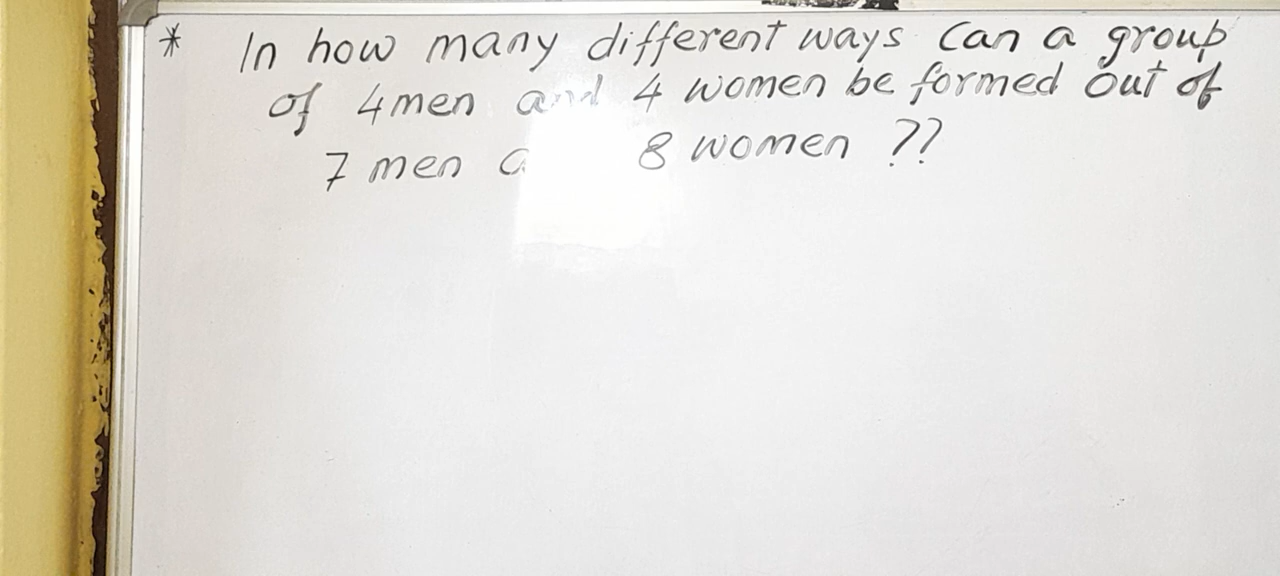 * In how many different ways can a group
of 4 men and 4 women be formed out of
7 men a 8 women ??